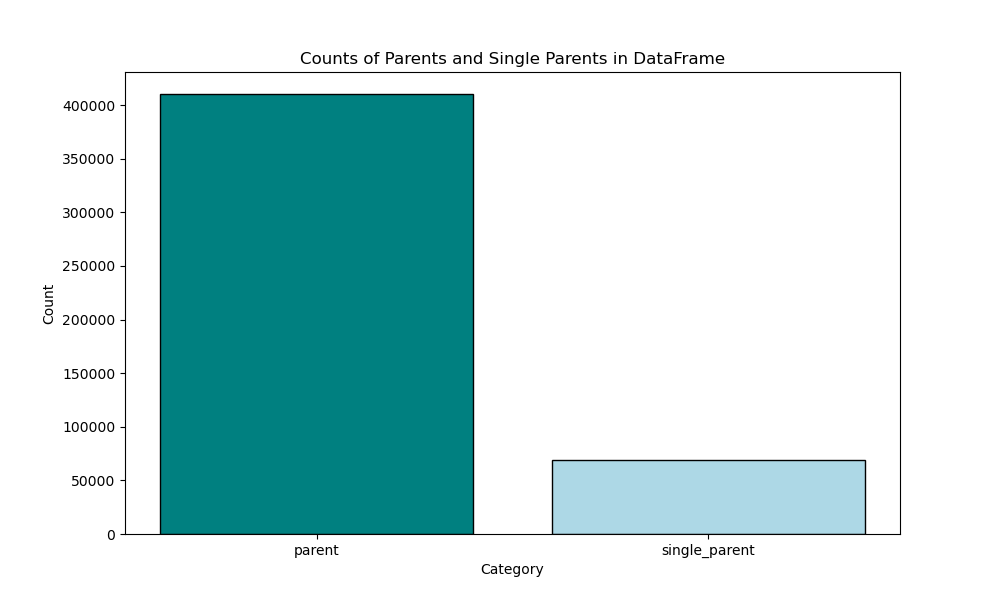 Counts of Parents and Single Parents in DataFrame
400000
350000
300000
250000
200000
150000
100000
50000
0
Count
parent single_parent
Category